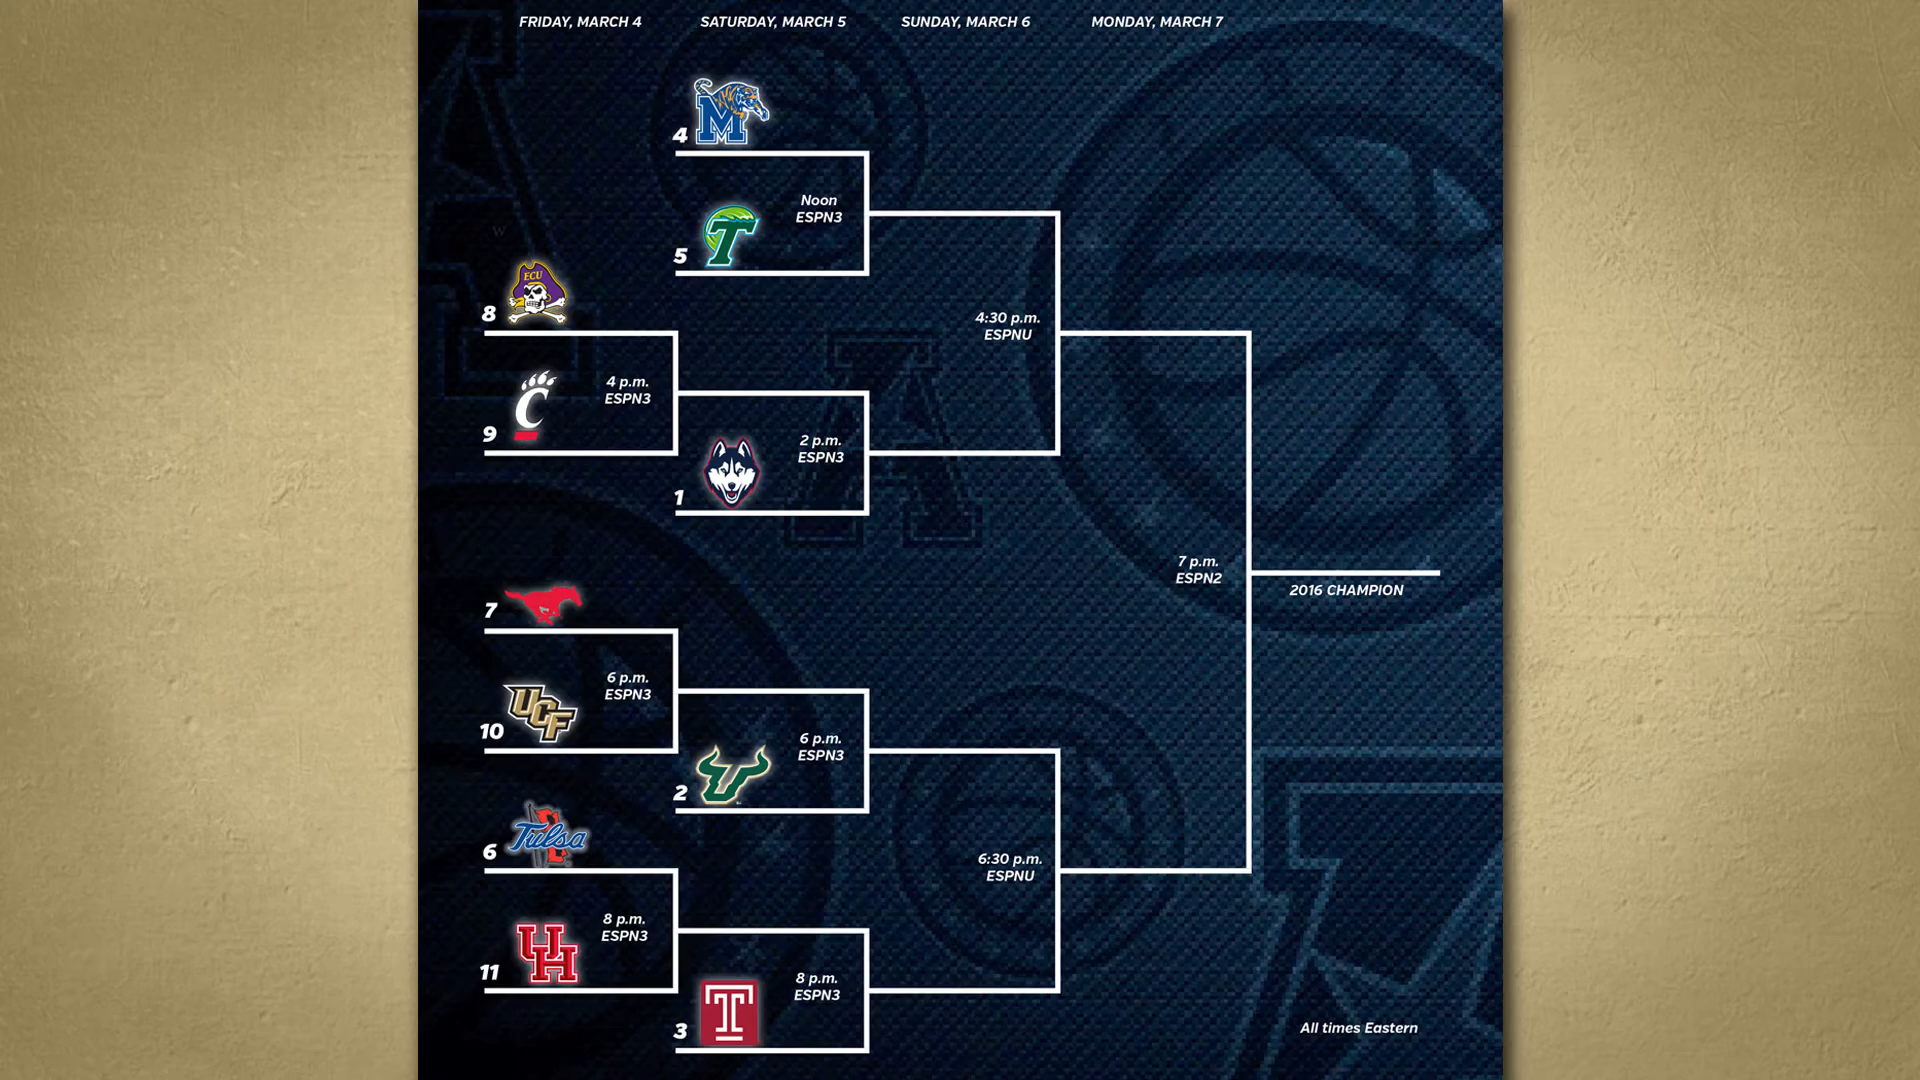 FRIDAY, MARCH 4
SATURDAY, MARCH 5
SUNDAY, MARCH 6
MONDAY, MARCH 7
4
M
Noon
ESPN3
5
T
ECU
8
4 p.m.
ESPN3
9
C
2 p.m.
ESPN3
1
4:30 p.m.
ESPNU
7
6 p.m.
ESPN3
10
UCF
6 p.m.
ESPN3
2
U
7 p.m.
ESPN2
2016 CHAMPION
6
Tulsa
8 p.m.
ESPN3
11
UH
8 p.m.
ESPN3
3
T
6:30 p.m.
ESPNU
All times Eastern